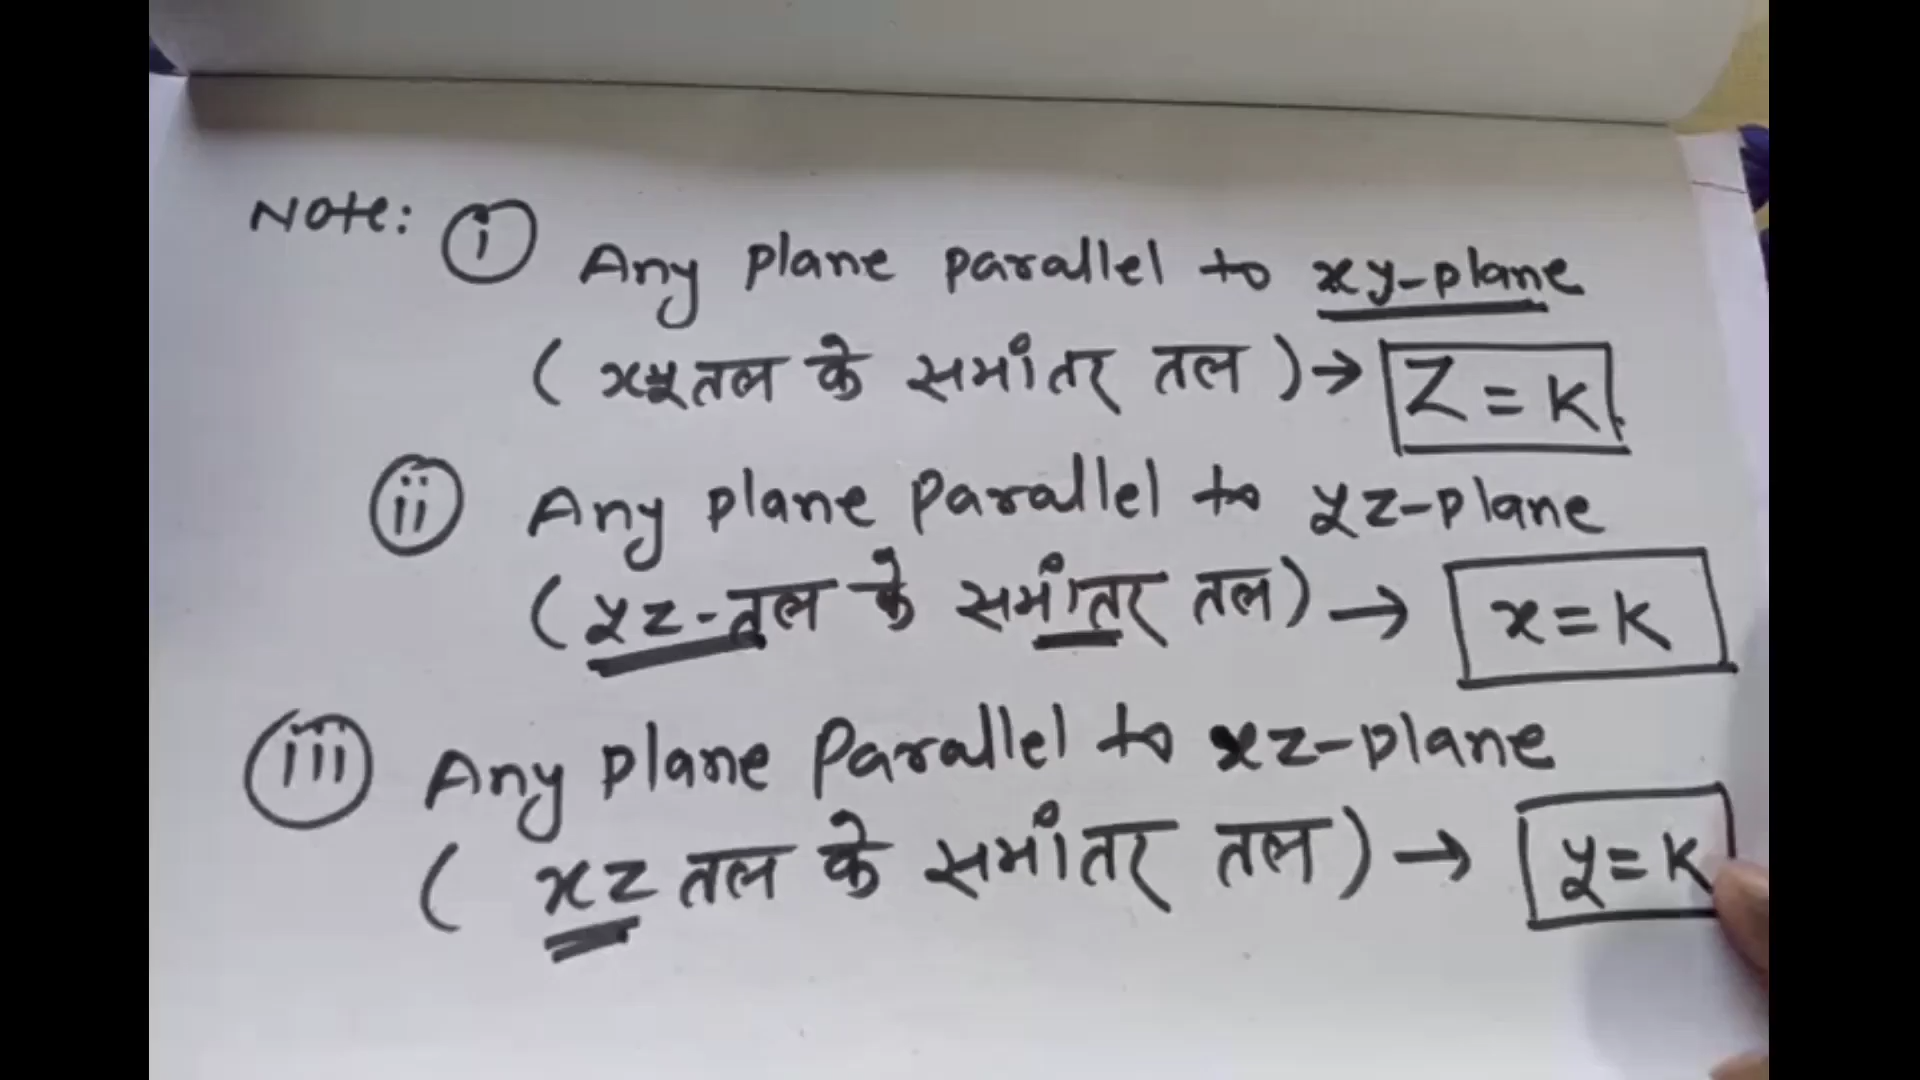 Note: (i) Any plane parallel to xy-plane
( xy तल के समांतर तल ) → Z = K
(ii) Any plane parallel to yz-plane
( yz-तल के समांतर तल ) → x = K
(iii) Any plane Parallel to xz-plane
( xz तल के समांतर तल ) → y = K